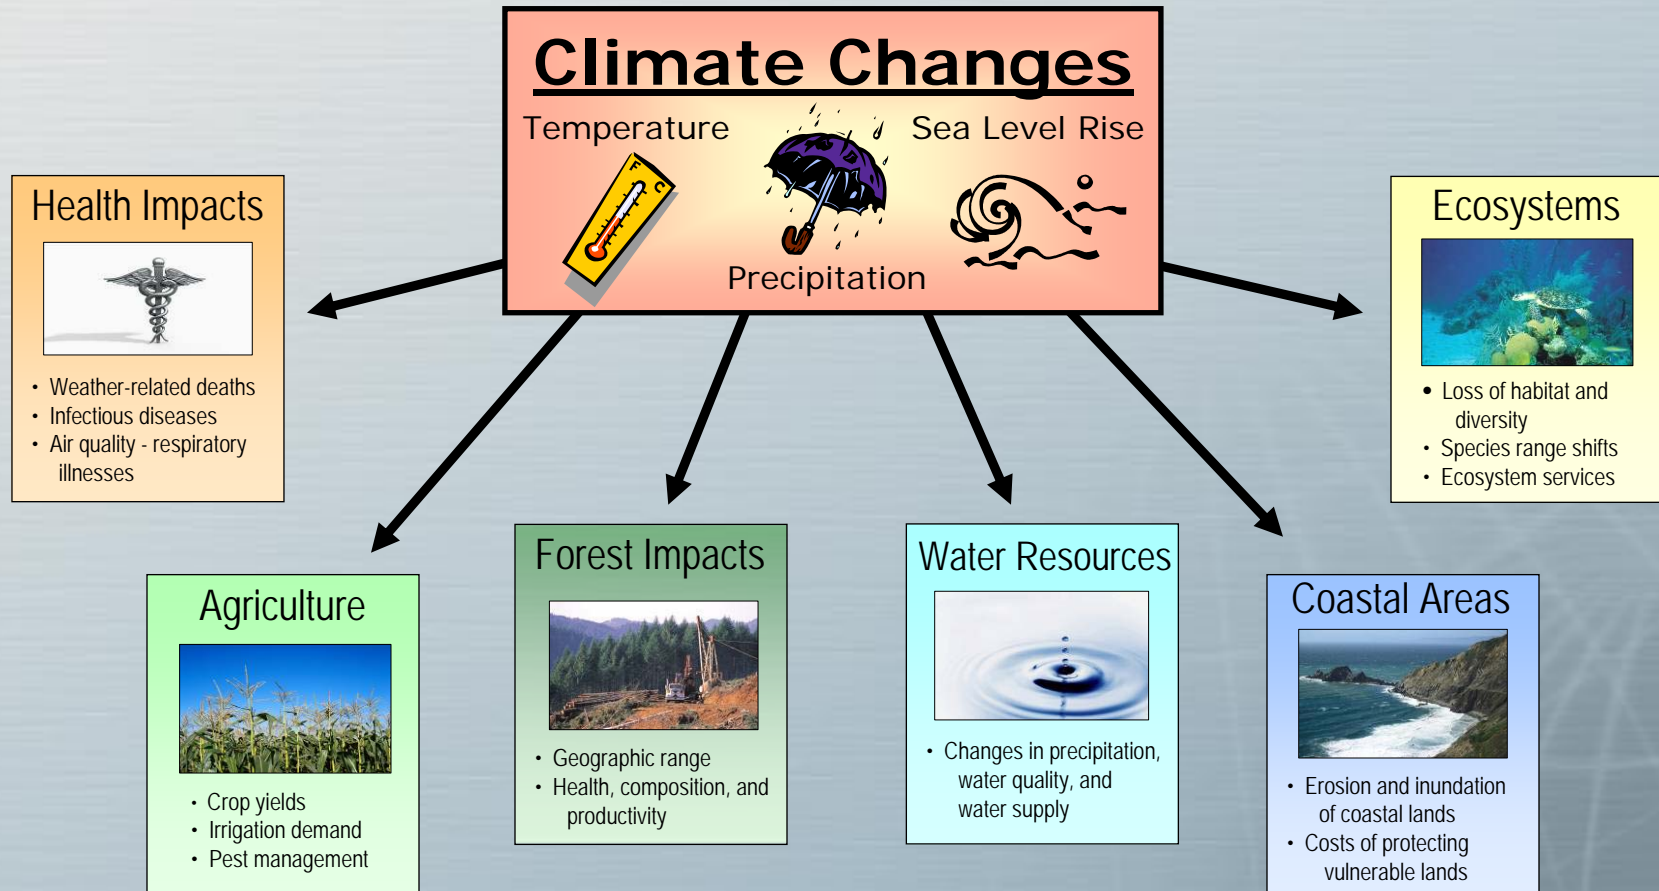 Climate Changes
Temperature
Sea Level Rise
F
C
Precipitation
Health Impacts
• Weather-related deaths
• Infectious diseases
• Air quality - respiratory
illnesses
Agriculture
• Crop yields
• Irrigation demand
• Pest management
Forest Impacts
• Geographic range
• Health, composition, and
productivity
Water Resources
• Changes in precipitation,
water quality, and
water supply
Coastal Areas
• Erosion and inundation
of coastal lands
• Costs of protecting
vulnerable lands
Ecosystems
• Loss of habitat and
diversity
• Species range shifts
• Ecosystem services